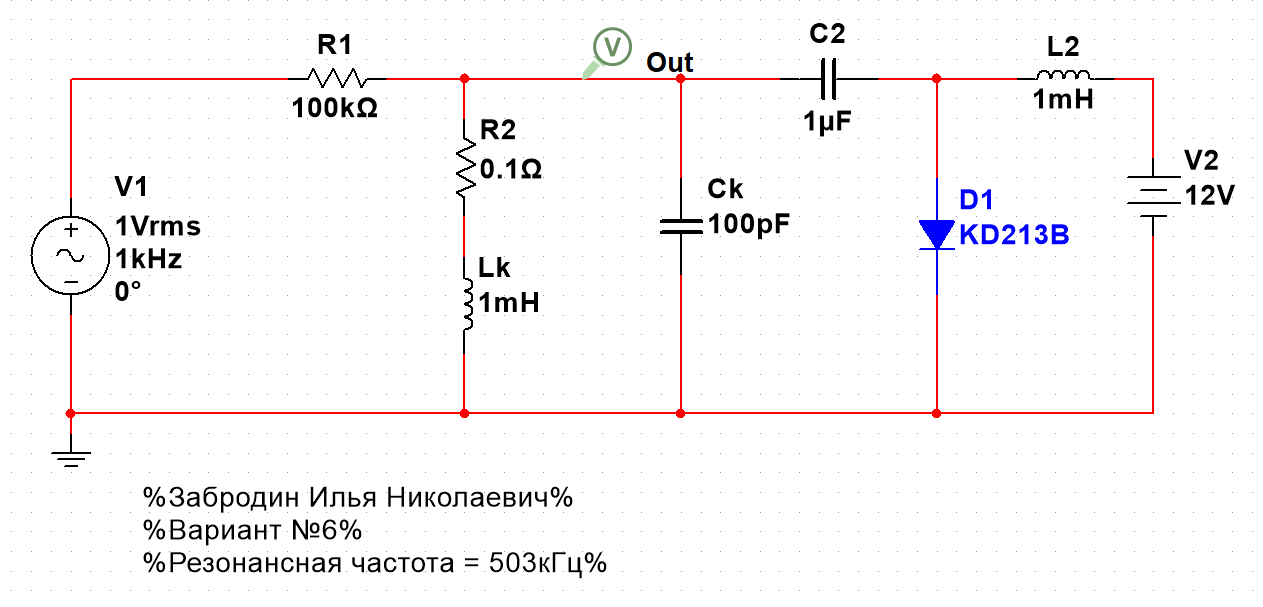 R1
100kΩ
V
Out
C2
1µF
L2
1mH
R2
0.1Ω
V1
1Vrms
1kHz
0°
Ck
100pF
D1
KD213B
V2
12V
Lk
1mH
%Забродин Илья Николаевич%
%Вариант №6%
%Резонансная частота = 503кГц%